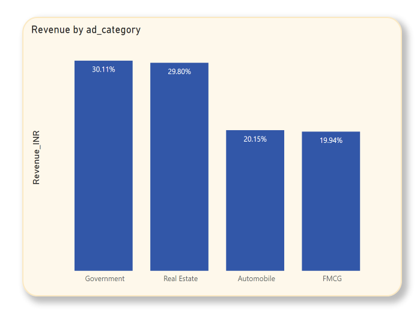 Revenue by ad_category
Revenue_INR
30.11%
29.80%
20.15%
19.94%
Government
Real Estate
Automobile
FMCG